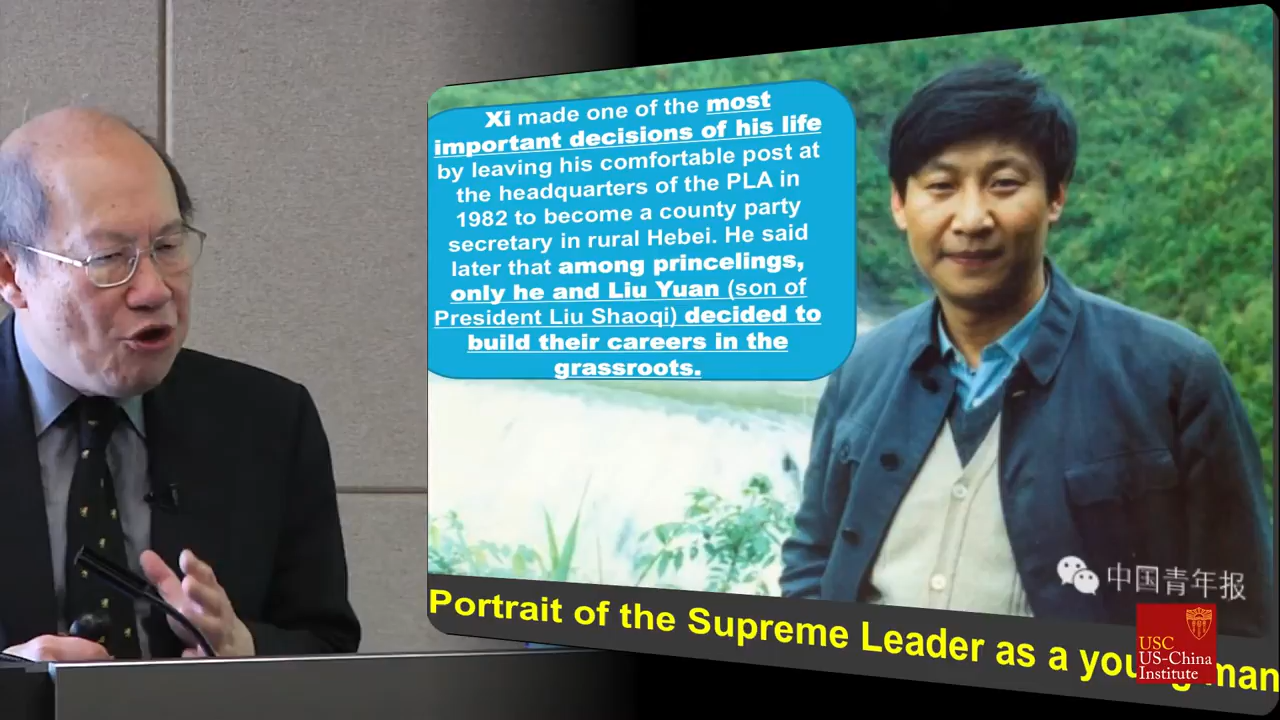 Xi made one of the most
important decisions of his life
by leaving his comfortable post at
the headquarters of the PLA in
1982 to become a county party
secretary in rural Hebei. He said
later that among princelings,
only he and Liu Yuan (son of
President Liu Shaoqi) decided to
build their careers in the
grassroots.
中国青年报
Portrait of the Supreme Leader as a young man
USC
US-China
Institute